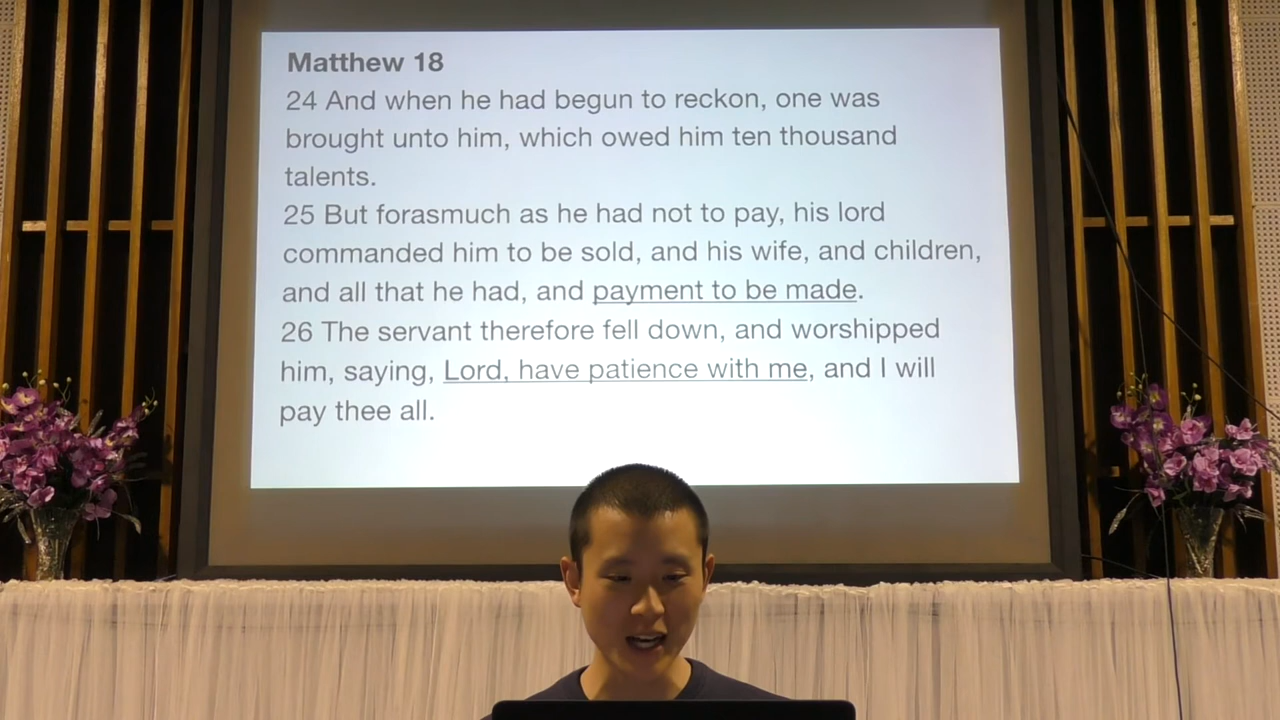 Matthew 18
24 And when he had begun to reckon, one was
brought unto him, which owed him ten thousand
talents.
25 But forasmuch as he had not to pay, his lord
commanded him to be sold, and his wife, and children,
and all that he had, and payment to be made.
26 The servant therefore fell down, and worshipped
him, saying, Lord, have patience with me, and I will
pay thee all.